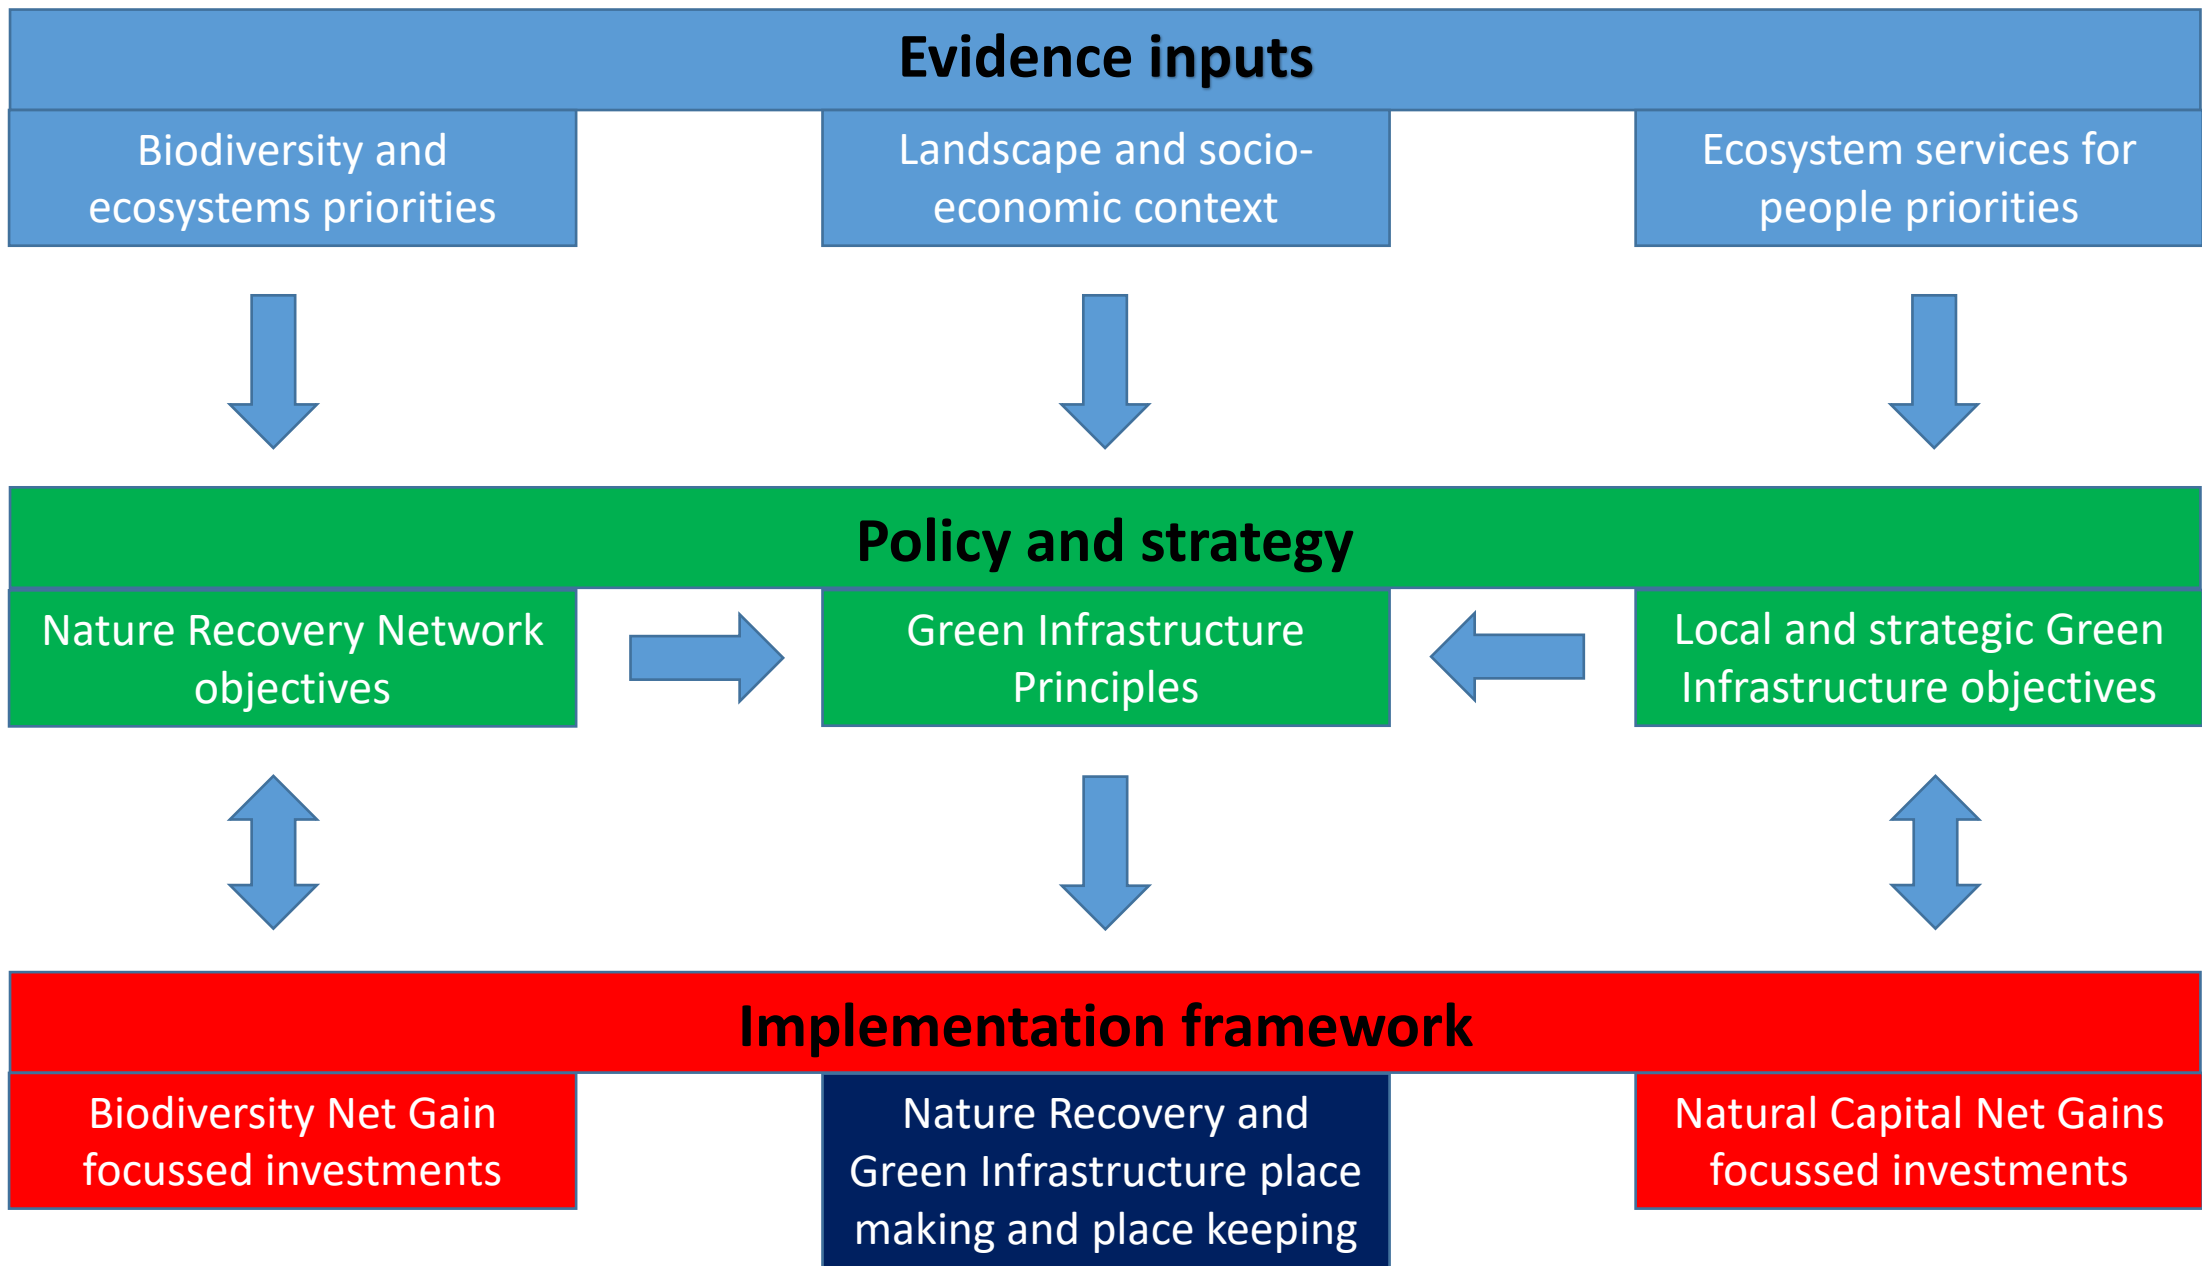 Evidence inputs
Biodiversity and
ecosystems priorities
Landscape and socio-
economic context
Ecosystem services for
people priorities
Policy and strategy
Nature Recovery Network
objectives
Green Infrastructure
Principles
Local and strategic Green
Infrastructure objectives
Implementation framework
Biodiversity Net Gain
focussed investments
Nature Recovery and
Green Infrastructure place
making and place keeping
Natural Capital Net Gains
focussed investments